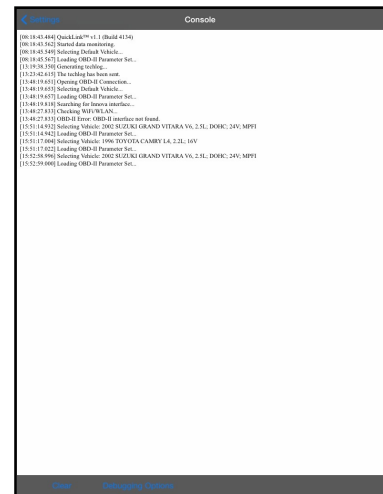 Settings
Console
[08:18:43.484] QuickLink™ v1.1 (Build 4134)
[08:18:43.562] Started data monitoring.
[08:18:45.549] Selecting Default Vehicle...
[08:18:45.567] Loading OBD-II Parameter Set...
[13:19:38.350] Generating techlog...
[13:23:42.615] The techlog has been sent.
[13:48:19.651] Opening OBD-II Connection...
[13:48:19.653] Selecting Default Vehicle...
[13:48:19.657] Loading OBD-II Parameter Set...
[13:48:19.818] Searching for Innova interface...
[13:48:27.833] Checking WiFi/WLAN...
[13:48:27.833] OBD-II Error: OBD-II interface not found.
[15:51:14.932] Selecting Vehicle: 2002 SUZUKI GRAND VITARA V6, 2.5L; DOHC; 24V; MPFI
[15:51:14.942] Loading OBD-II Parameter Set...
[15:51:17.004] Selecting Vehicle: 1996 TOYOTA CAMRY L4, 2.2L; 16V
[15:51:17.022] Loading OBD-II Parameter Set...
[15:52:58.996] Selecting Vehicle: 2002 SUZUKI GRAND VITARA V6, 2.5L; DOHC; 24V; MPFI
[15:52:59.000] Loading OBD-II Parameter Set...
Clear Debugging Options